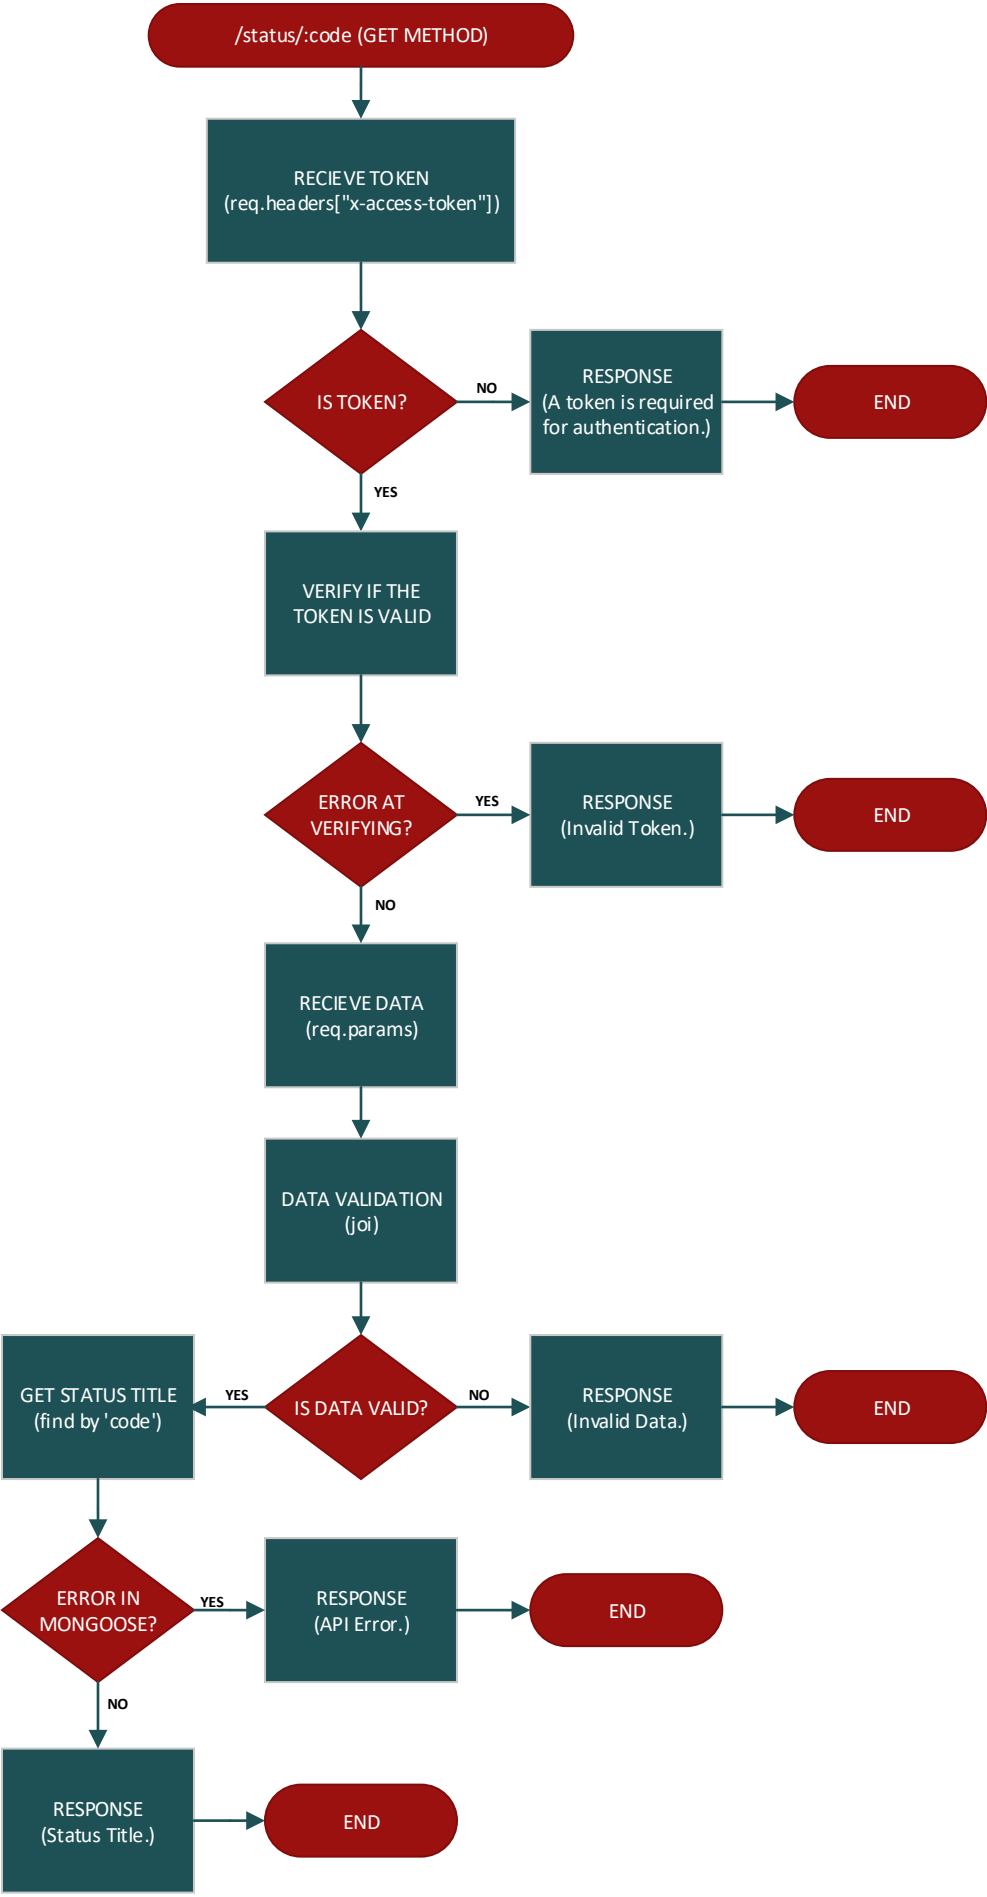 /status/:code (GET METHOD)
RECIEVE TOKEN
(req.headers["x-access-token"])
IS TOKEN?
NO
RESPONSE
(A token is required
for authentication.)
END
YES
VERIFY IF THE
TOKEN IS VALID
ERROR AT
VERIFYING?
YES
RESPONSE
(Invalid Token.)
END
NO
RECIEVE DATA
(req.params)
DATA VALIDATION
(joi)
GET STATUS TITLE
(find by 'code')
YES
IS DATA VALID?
NO
RESPONSE
(Invalid Data.)
END
ERROR IN
MONGOOSE?
YES
RESPONSE
(API Error.)
END
NO
RESPONSE
(Status Title.)
END